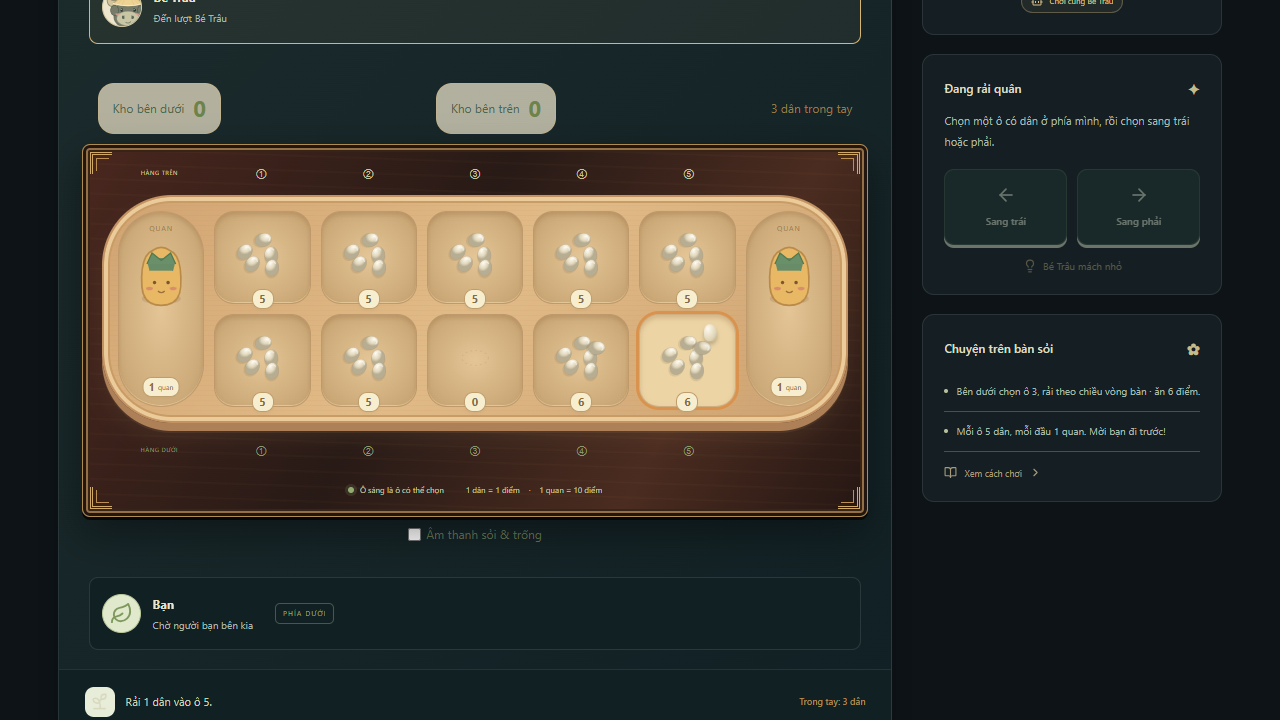 Bé Trâu
Đến lượt Bé Trâu
Kho bên dưới 0
Kho bên trên 0
3 dân trong tay
HÀNG TRÊN ① ② ③ ④ ⑤
QUAN
QUAN
5 5 5 5 5
1 quan
1 quan
5 5 0 6 6
HÀNG DƯỚI ① ② ③ ④ ⑤
Ô sáng là ô có thể chọn 1 dân = 1 điểm · 1 quan = 10 điểm
Âm thanh sỏi & trống
Bạn
Chờ người bạn bên kia
PHÍA DƯỚI
Rải 1 dân vào ô 5.
Trong tay: 3 dân
Chơi cùng Bé Trâu
Đang rải quân
Chọn một ô có dân ở phía mình, rồi chọn sang trái
hoặc phải.
Sang trái
Sang phải
Bé Trâu mách nhỏ
Chuyện trên bàn sỏi
Bên dưới chọn ô 3, rải theo chiều vòng bàn · ăn 6 điểm.
Mỗi ô 5 dân, mỗi đầu 1 quan. Mời bạn đi trước!
Xem cách chơi